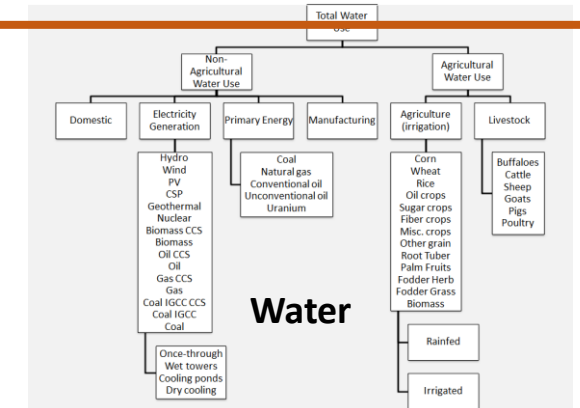 Total Water
Use
Non-
Agricultural
Water Use
Agricultural
Water Use
Domestic
Electricity
Generation
Primary Energy
Manufacturing
Agriculture
(irrigation)
Livestock
Hydro
Wind
PV
CSP
Geothermal
Nuclear
Biomass CCS
Biomass
Oil CCS
Oil
Gas CCS
Gas
Coal IGCC CCS
Coal IGCC
Coal
Coal
Natural gas
Conventional oil
Unconventional oil
Uranium
Corn
Wheat
Rice
Oil crops
Sugar crops
Fiber crops
Misc. crops
Other grain
Root Tuber
Palm Fruits
Fodder Herb
Fodder Grass
Biomass
Buffaloes
Cattle
Sheep
Goats
Pigs
Poultry
Water
Once-through
Wet towers
Cooling ponds
Dry cooling
Rainfed
Irrigated